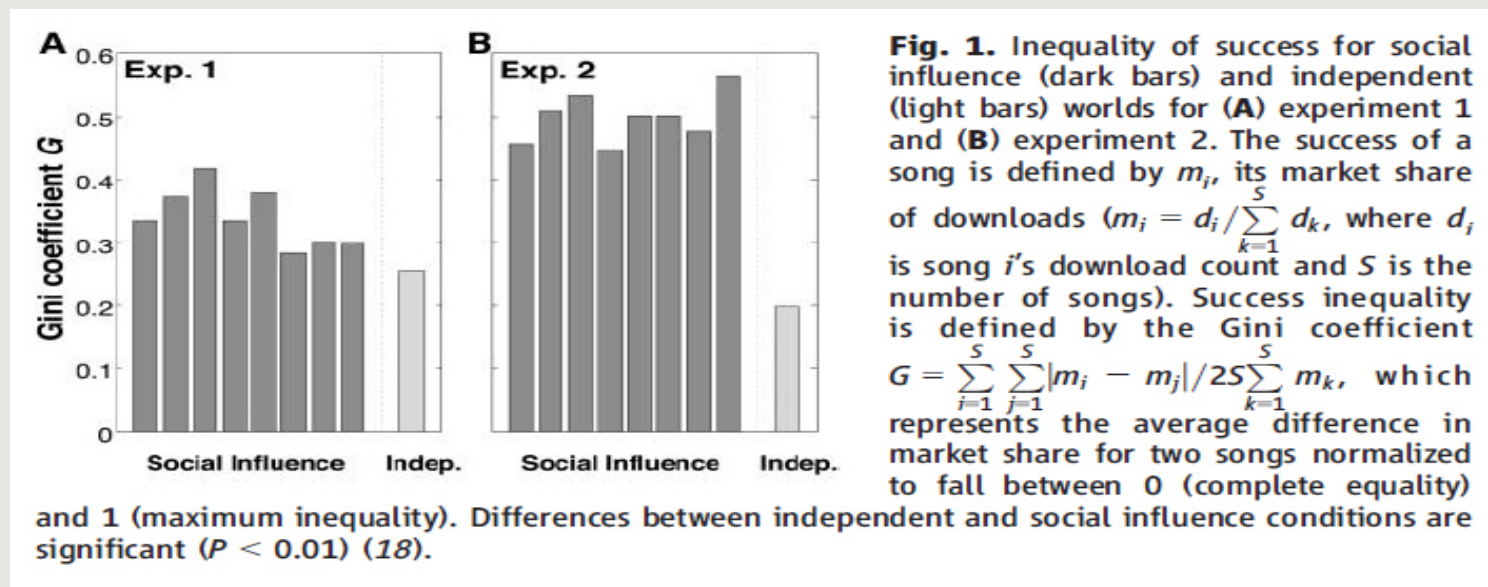 A
B
0.6
0.5
0.4
0.3
0.2
0.1
0
Gini coefficient G
Exp. 1
Exp. 2
Social Influence Indep.
Social Influence Indep.
Fig. 1. Inequality of success for social
influence (dark bars) and independent
(light bars) worlds for (A) experiment 1
and (B) experiment 2. The success of a
song is defined by mᵢ, its market share
of downloads (mᵢ = dᵢ/∑ₖ₌₁ˢ dₖ, where dᵢ
is song i's download count and S is the
number of songs). Success inequality
is defined by the Gini coefficient
G = ∑ᵢ₌₁ˢ ∑ⱼ₌₁ˢ|mᵢ − mⱼ|/2S∑ₖ₌₁ˢ mₖ, which
represents the average difference in
market share for two songs normalized
to fall between 0 (complete equality)
and 1 (maximum inequality). Differences between independent and social influence conditions are
significant (P < 0.01) (18).